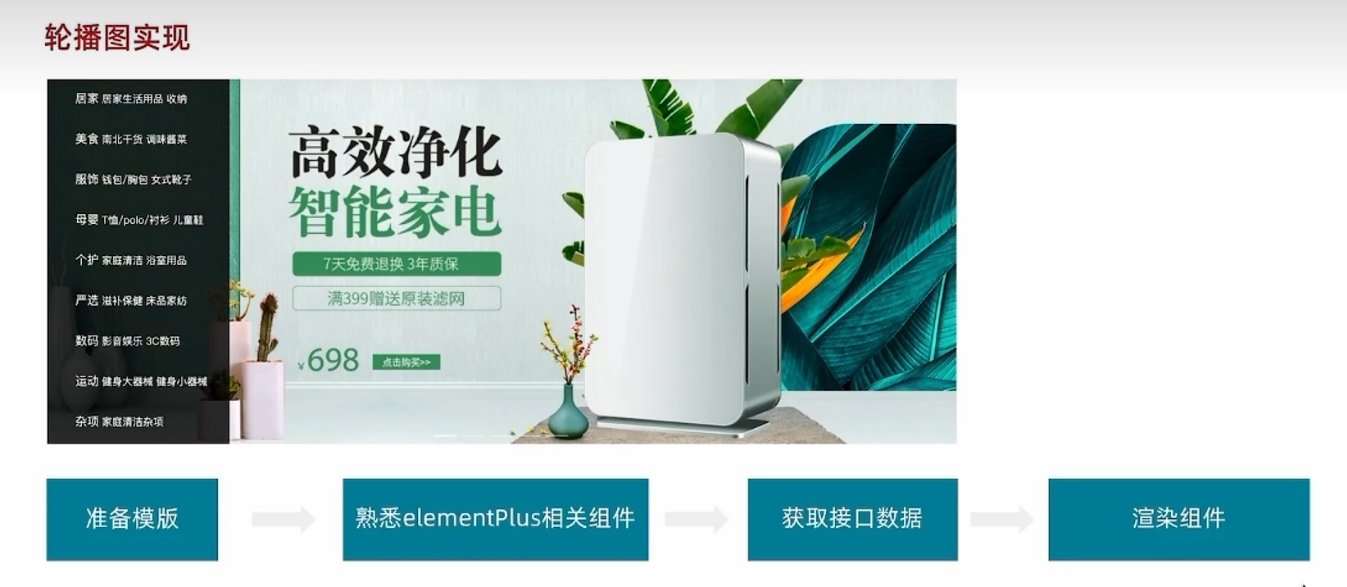 轮播图实现
居家 居家生活用品 收纳
美食 南北干货 调味酱菜
服饰 钱包/胸包 女式靴子
母婴 T恤/polo/衬衫 儿童鞋
个护 家庭清洁 浴室用品
严选 滋补保健 床品家纺
数码 影音娱乐 3C数码
运动 健身大器械 健身小器械
杂项 家庭清洁杂项
高效净化
智能家电
7天免费退换 3年质保
满399赠送原装滤网
¥698 点击购买>>
准备模版
熟悉elementPlus相关组件
获取接口数据
渲染组件